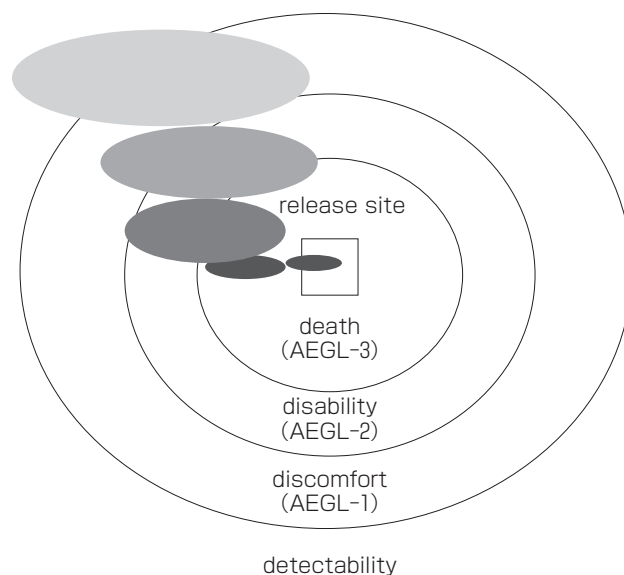 release site
death
(AEGL-3)
disability
(AEGL-2)
discomfort
(AEGL-1)
detectability